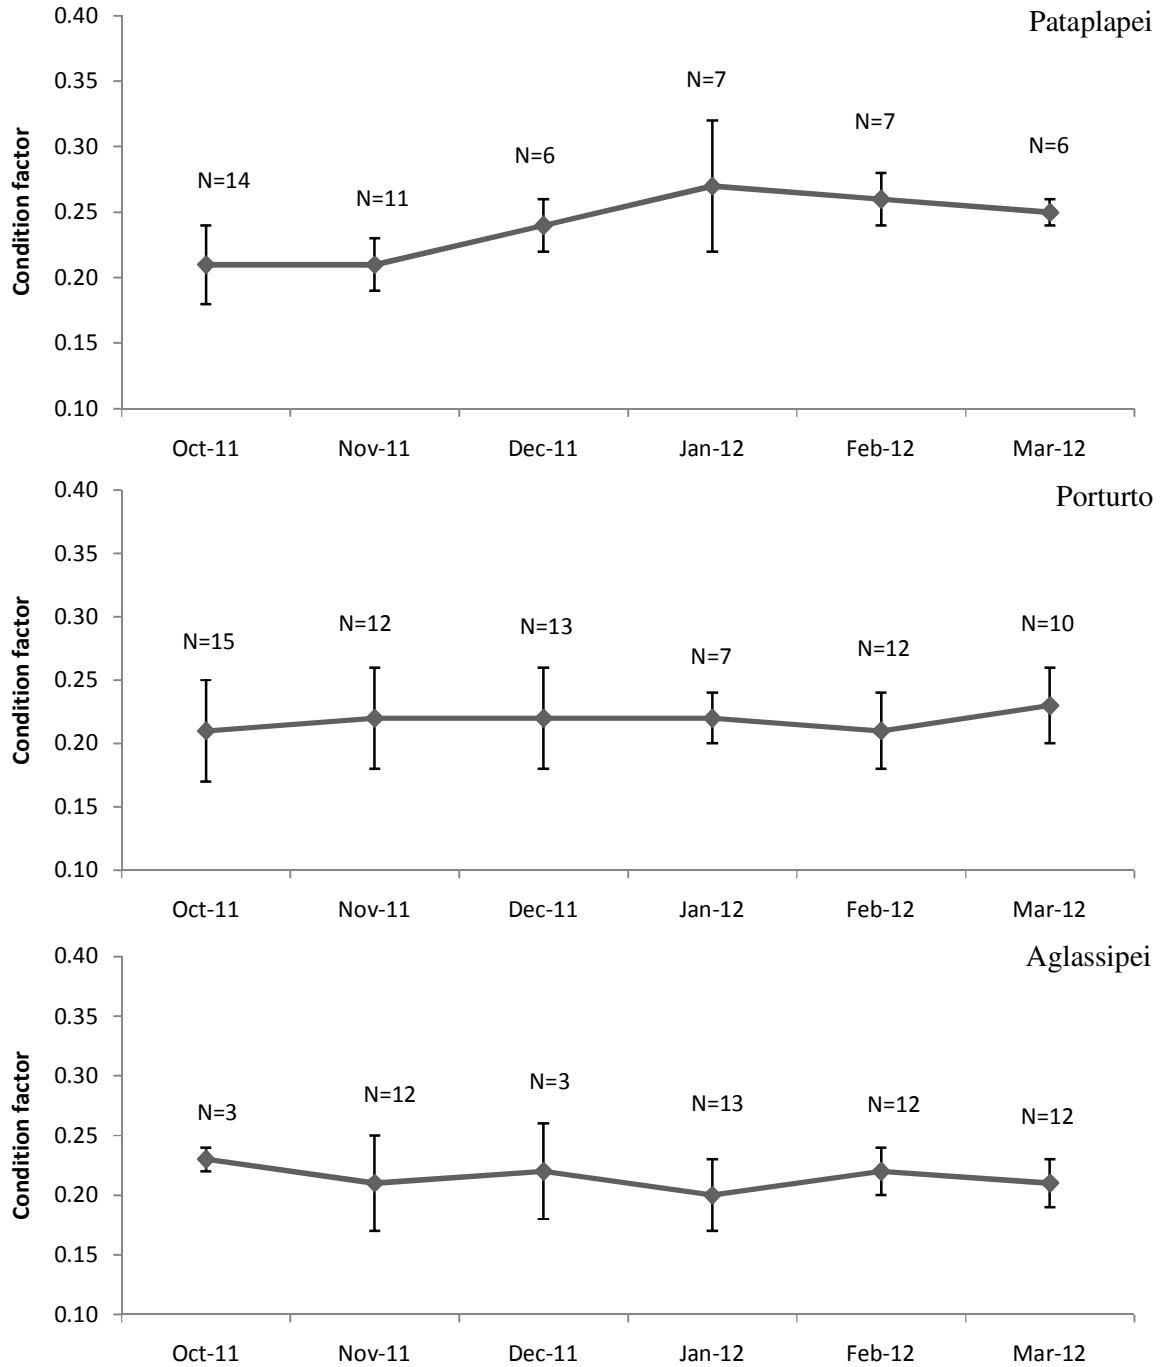 Pataplapei
0.40
0.35
0.30
0.25
0.20
0.15
0.10
Condition factor
N=14
N=11
N=6
N=7
N=7
N=6
Oct-11 Nov-11 Dec-11 Jan-12 Feb-12 Mar-12
Porturto
0.40
0.35
0.30
0.25
0.20
0.15
0.10
Condition factor
N=15
N=12
N=13
N=7
N=12
N=10
Oct-11 Nov-11 Dec-11 Jan-12 Feb-12 Mar-12
Aglassipei
0.40
0.35
0.30
0.25
0.20
0.15
0.10
Condition factor
N=3
N=12
N=3
N=13
N=12
N=12
Oct-11 Nov-11 Dec-11 Jan-12 Feb-12 Mar-12